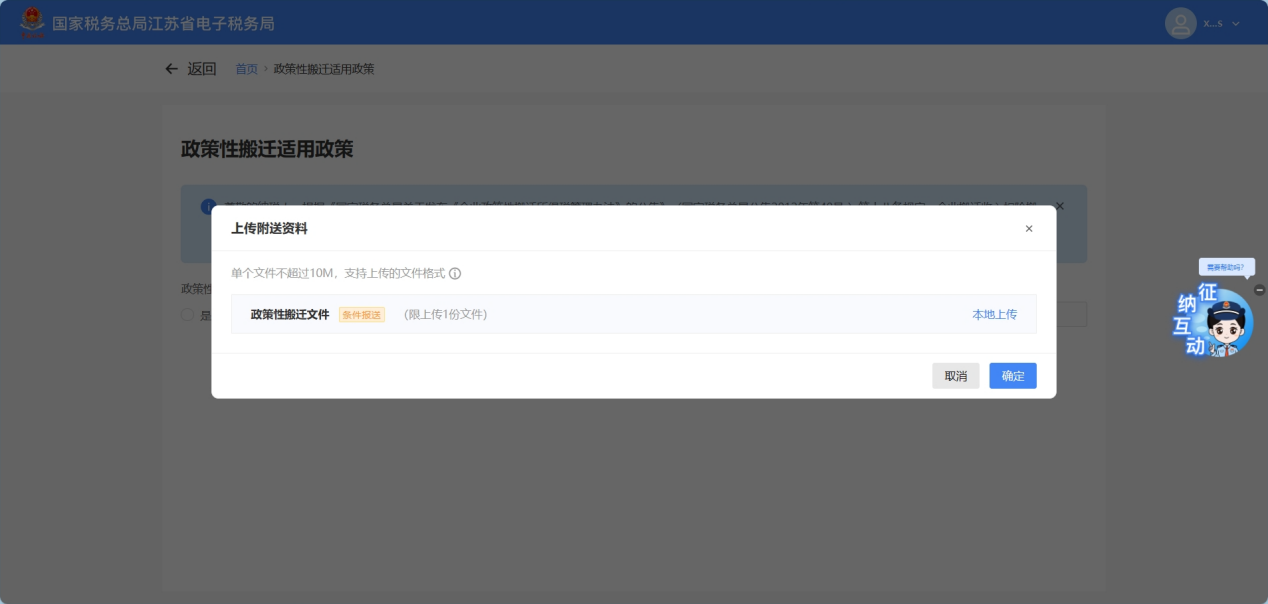 国家税务总局江苏省电子税务局
x...s
返回 首页 > 政策性搬迁适用政策
政策性搬迁适用政策
上传附送资料
单个文件不超过10M，支持上传的文件格式
政策性搬迁文件 条件报送 (限上传1份文件) 本地上传
取消 确定
政策性
是
需要帮助吗?
征纳互动